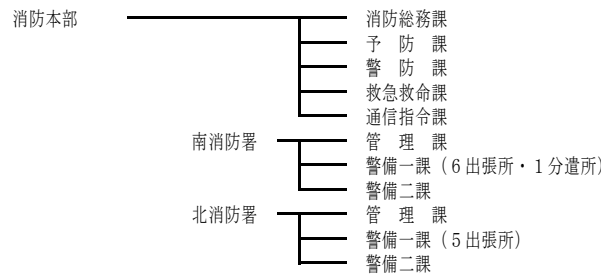 消防本部 消防総務課
予 防 課
警 防 課
救急救命課
通信指令課
南消防署 管 理 課
警備一課（６出張所・１分遣所）
警備二課
北消防署 管 理 課
警備一課（５出張所）
警備二課